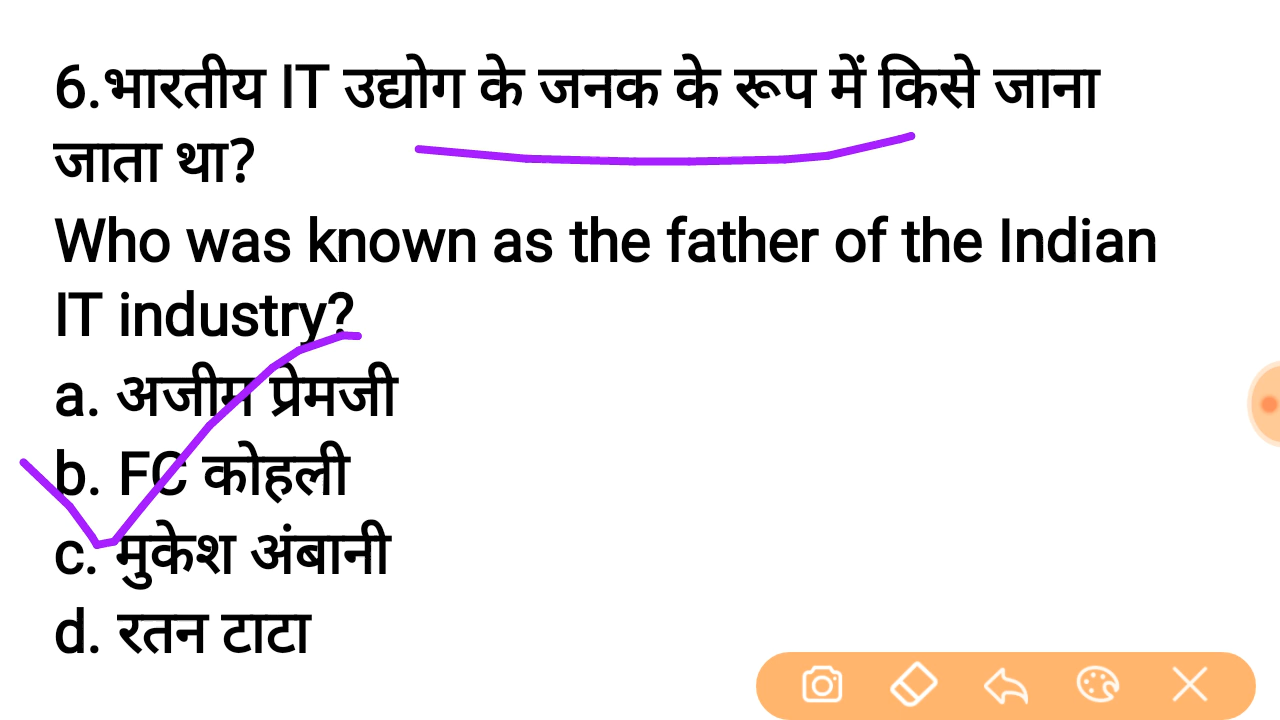 6.भारतीय IT उद्योग के जनक के रूप में किसे जाना
जाता था?
Who was known as the father of the Indian
IT industry?
a. अजीम प्रेमजी
b. FC कोहली
c. मुकेश अंबानी
d. रतन टाटा